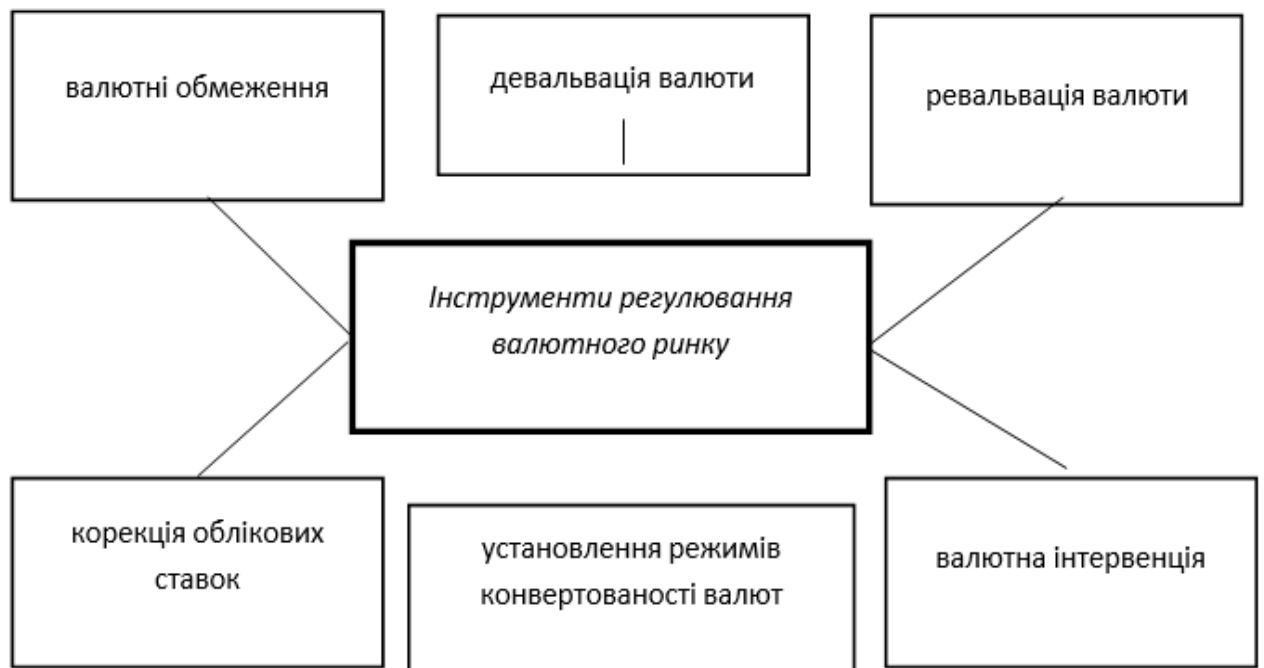 валютні обмеження
девальвація валюти
ревальвація валюти
Інструменти регулювання
валютного ринку
корекція облікових
ставок
установлення режимів
конвертованості валют
валютна інтервенція